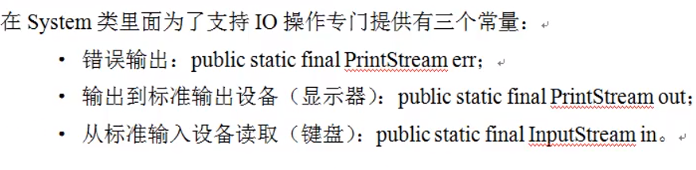 在 System 类里面为了支持 IO 操作专门提供有三个常量：
• 错误输出：public static final PrintStream err；
• 输出到标准输出设备（显示器）：public static final PrintStream out；
• 从标准输入设备读取（键盘）：public static final InputStream in。